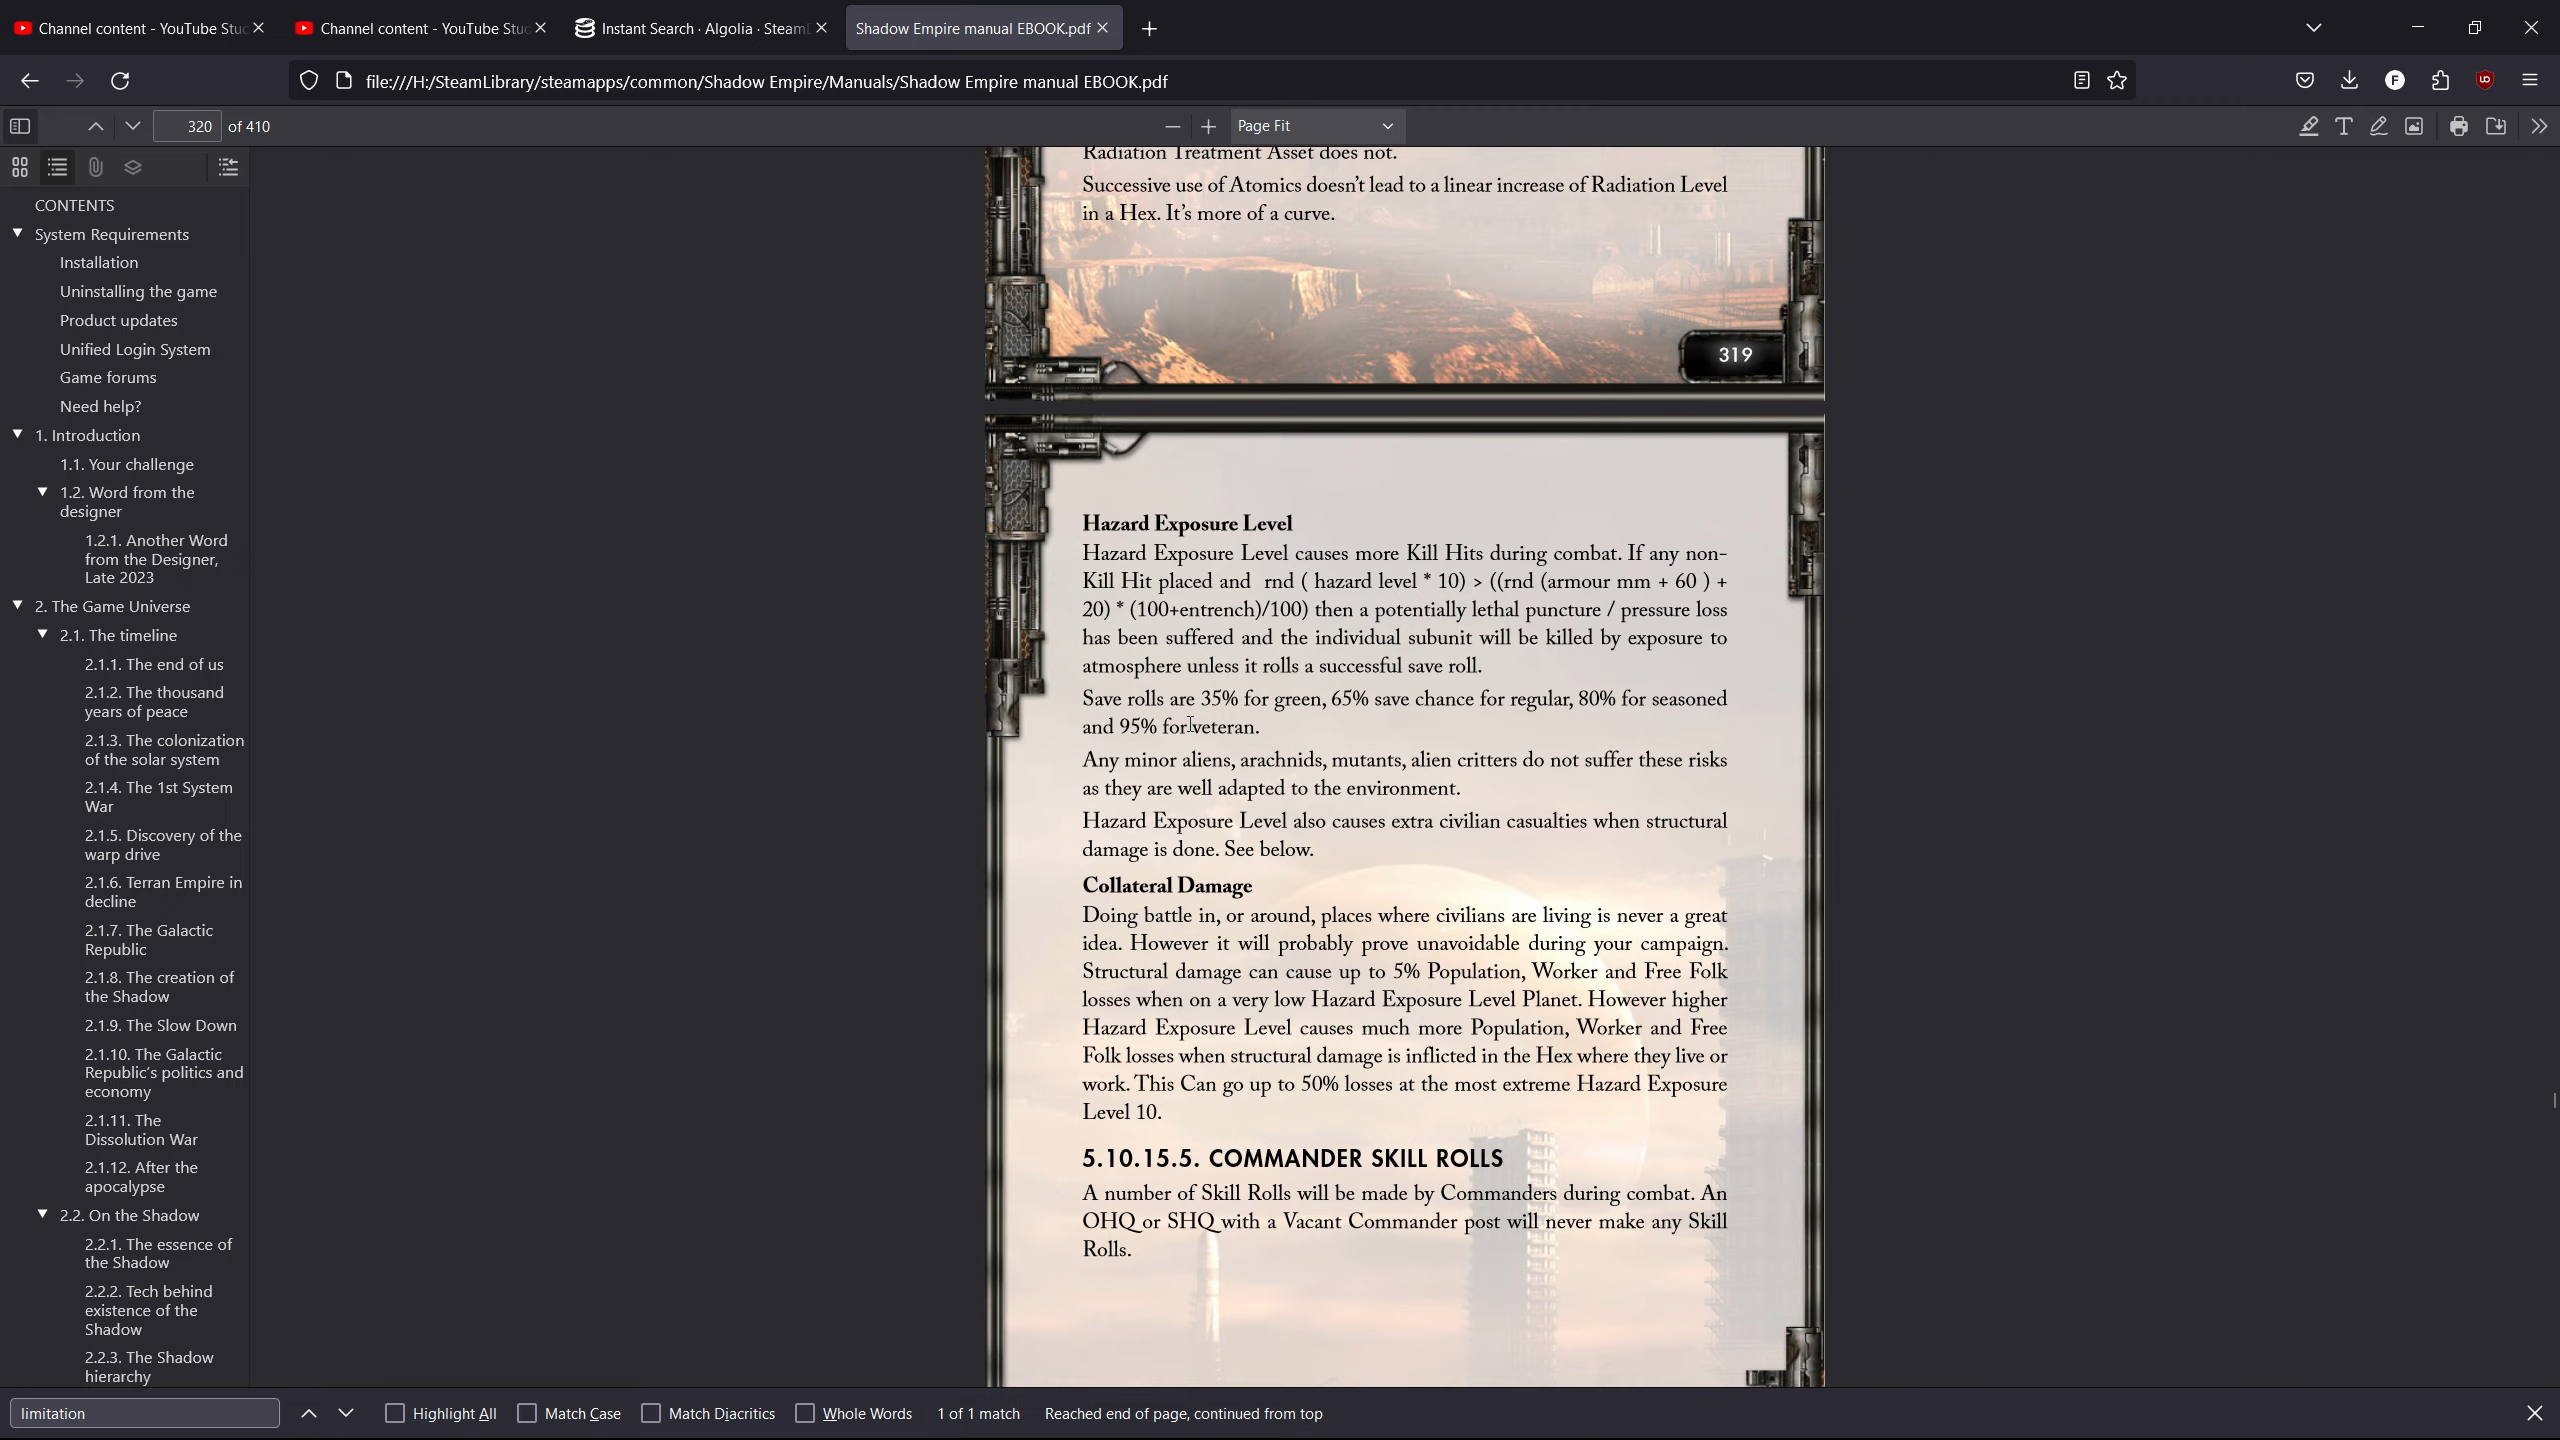 Channel content - YouTube Stu
Channel content - YouTube Stu
Instant Search · Algolia · Steam
Shadow Empire manual EBOOK.pdf
file:///H:/SteamLibrary/steamapps/common/Shadow Empire/Manuals/Shadow Empire manual EBOOK.pdf
320 of 410
Page Fit
CONTENTS
System Requirements
Installation
Uninstalling the game
Product updates
Unified Login System
Game forums
Need help?
1. Introduction
1.1. Your challenge
1.2. Word from the
designer
1.2.1. Another Word
from the Designer,
Late 2023
2. The Game Universe
2.1. The timeline
2.1.1. The end of us
2.1.2. The thousand
years of peace
2.1.3. The colonization
of the solar system
2.1.4. The 1st System
War
2.1.5. Discovery of the
warp drive
2.1.6. Terran Empire in
decline
2.1.7. The Galactic
Republic
2.1.8. The creation of
the Shadow
2.1.9. The Slow Down
2.1.10. The Galactic
Republic's politics and
economy
2.1.11. The
Dissolution War
2.1.12. After the
apocalypse
2.2. On the Shadow
2.2.1. The essence of
the Shadow
2.2.2. Tech behind
existence of the
Shadow
2.2.3. The Shadow
hierarchy
Radiation Treatment Asset does not.
Successive use of Atomics doesn't lead to a linear increase of Radiation Level
in a Hex. It's more of a curve.
319
Hazard Exposure Level
Hazard Exposure Level causes more Kill Hits during combat. If any non-
Kill Hit placed and rnd ( hazard level * 10) > ((rnd (armour mm + 60 ) +
20) * (100+entrench)/100) then a potentially lethal puncture / pressure loss
has been suffered and the individual subunit will be killed by exposure to
atmosphere unless it rolls a successful save roll.
Save rolls are 35% for green, 65% save chance for regular, 80% for seasoned
and 95% for veteran.
Any minor aliens, arachnids, mutants, alien critters do not suffer these risks
as they are well adapted to the environment.
Hazard Exposure Level also causes extra civilian casualties when structural
damage is done. See below.
Collateral Damage
Doing battle in, or around, places where civilians are living is never a great
idea. However it will probably prove unavoidable during your campaign.
Structural damage can cause up to 5% Population, Worker and Free Folk
losses when on a very low Hazard Exposure Level Planet. However higher
Hazard Exposure Level causes much more Population, Worker and Free
Folk losses when structural damage is inflicted in the Hex where they live or
work. This Can go up to 50% losses at the most extreme Hazard Exposure
Level 10.
5.10.15.5. COMMANDER SKILL ROLLS
A number of Skill Rolls will be made by Commanders during combat. An
OHQ or SHQ with a Vacant Commander post will never make any Skill
Rolls.
limitation
Highlight All
Match Case
Match Diacritics
Whole Words
1 of 1 match
Reached end of page, continued from top